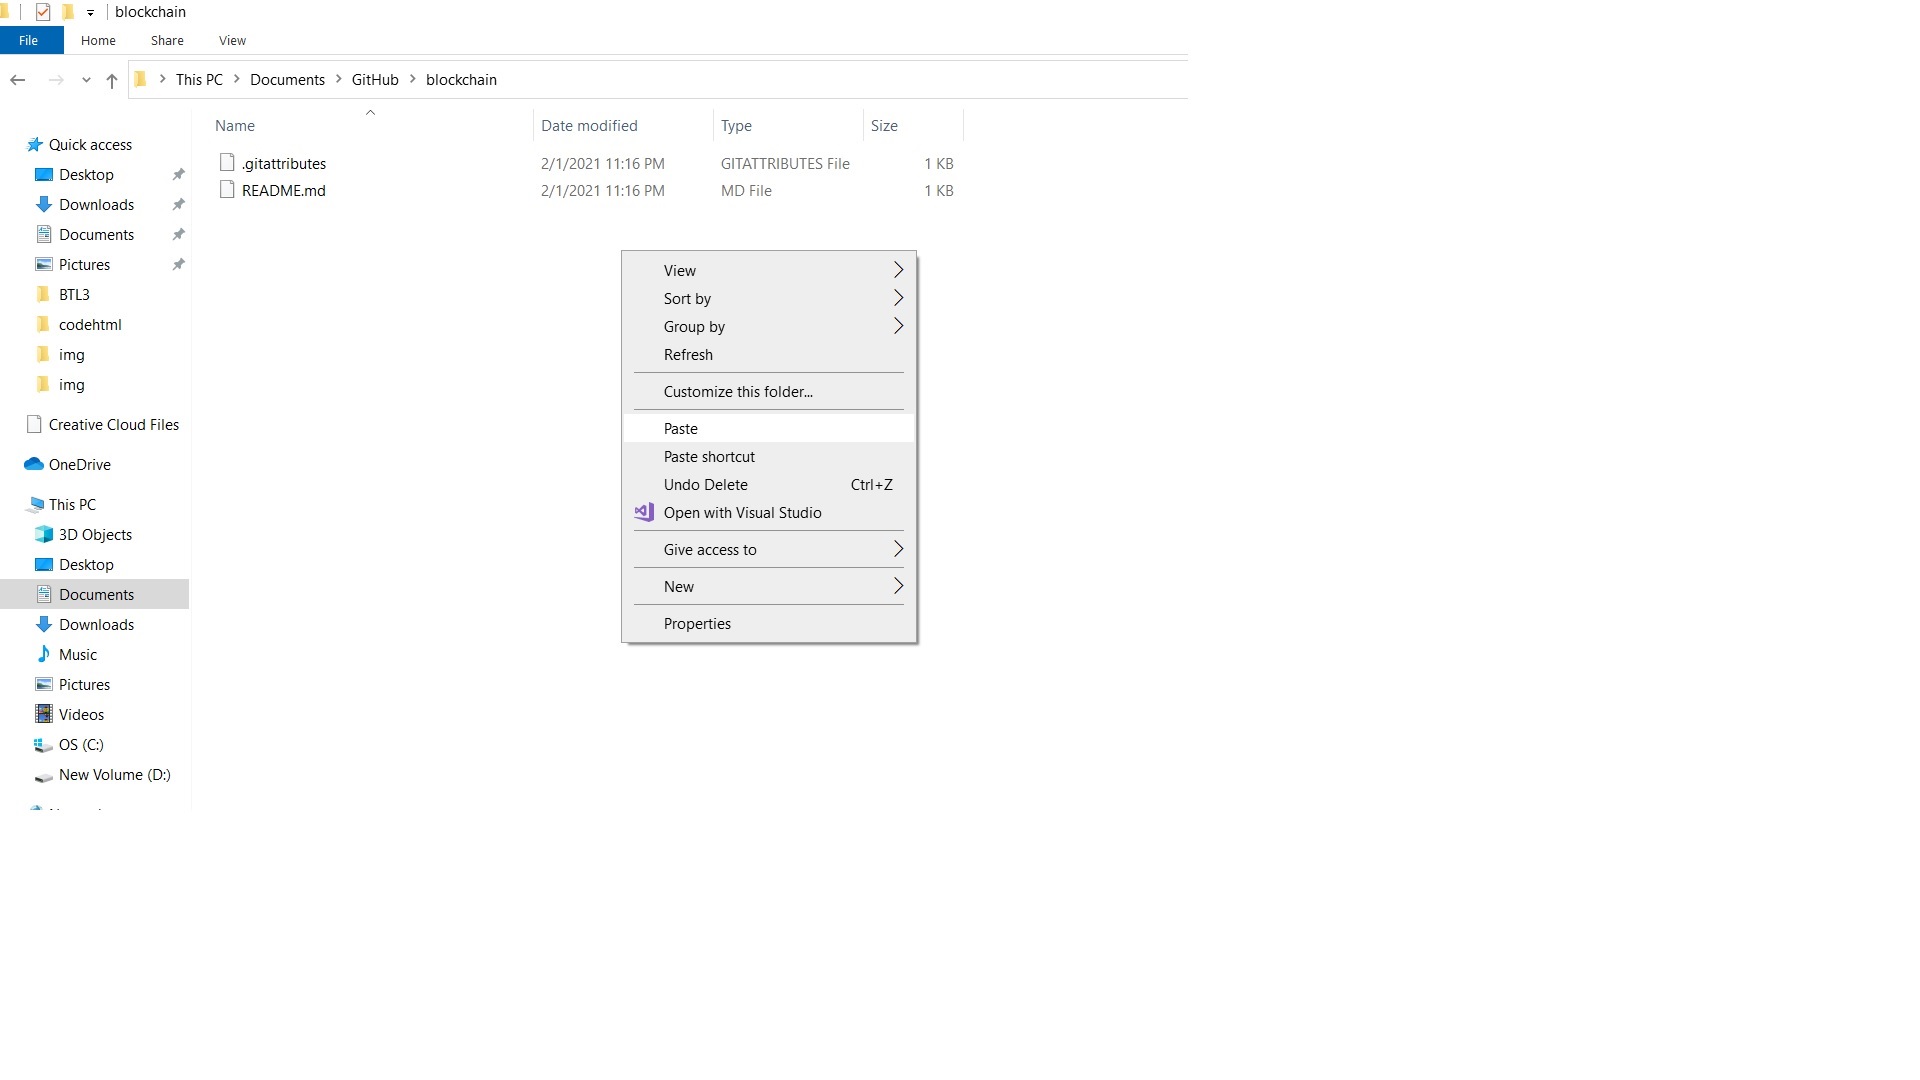 blockchain
File Home Share View
This PC Documents GitHub blockchain
Name Date modified Type Size
.gitattributes 2/1/2021 11:16 PM GITATTRIBUTES File 1 KB
README.md 2/1/2021 11:16 PM MD File 1 KB
Quick access
Desktop
Downloads
Documents
Pictures
BTL3
codehtml
img
img
Creative Cloud Files
OneDrive
This PC
3D Objects
Desktop
Documents
Downloads
Music
Pictures
Videos
OS (C:)
New Volume (D:)
View
Sort by
Group by
Refresh
Customize this folder...
Paste
Paste shortcut
Undo Delete Ctrl+Z
Open with Visual Studio
Give access to
New
Properties